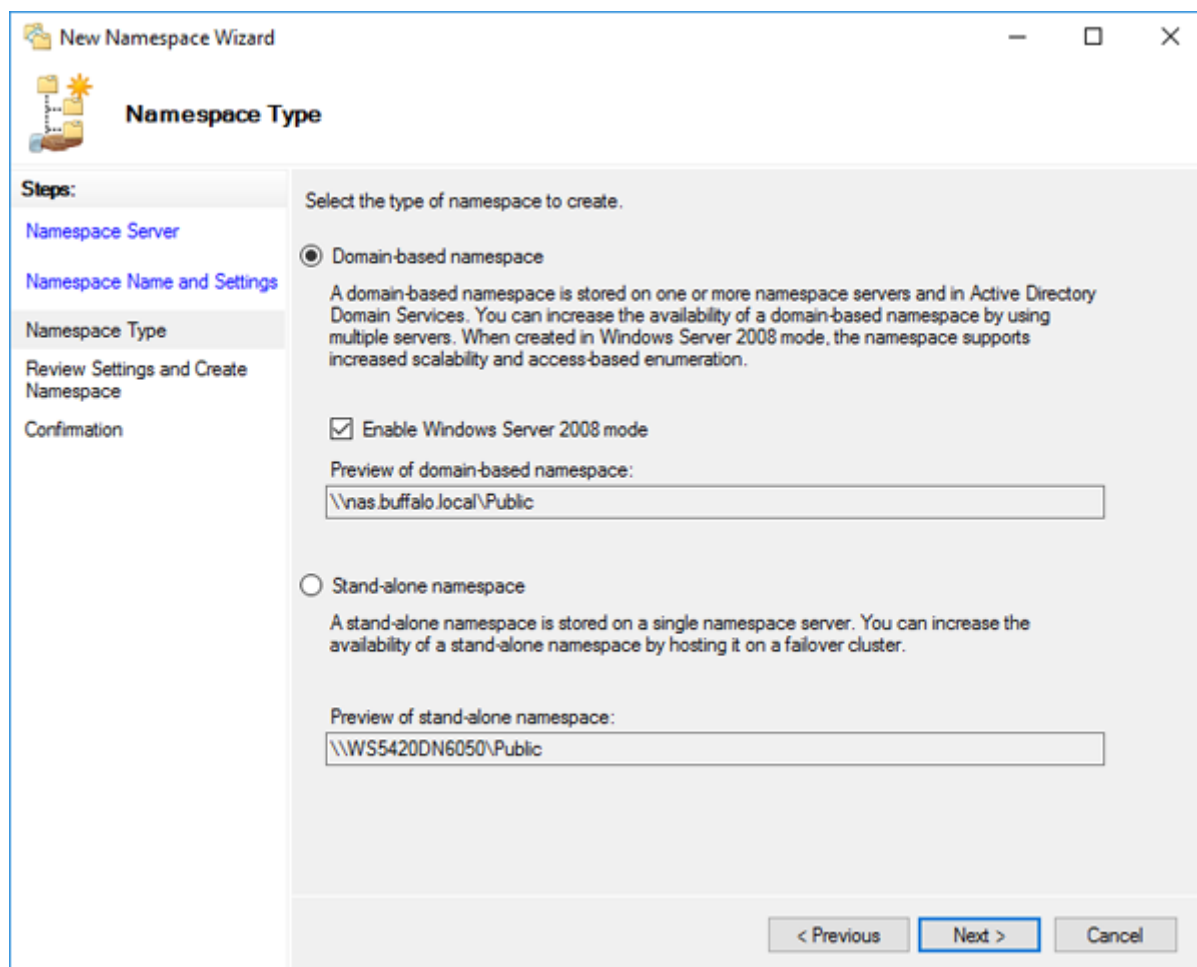 New Namespace Wizard
Namespace Type
Steps:
Namespace Server
Namespace Name and Settings
Namespace Type
Review Settings and Create
Namespace
Confirmation
Select the type of namespace to create.
Domain-based namespace
A domain-based namespace is stored on one or more namespace servers and in Active Directory
Domain Services. You can increase the availability of a domain-based namespace by using
multiple servers. When created in Windows Server 2008 mode, the namespace supports
increased scalability and access-based enumeration.
Enable Windows Server 2008 mode
Preview of domain-based namespace:
\\nas.buffalo.local\Public
Stand-alone namespace
A stand-alone namespace is stored on a single namespace server. You can increase the
availability of a stand-alone namespace by hosting it on a failover cluster.
Preview of stand-alone namespace:
\\WS5420DN6050\Public
< Previous
Next >
Cancel